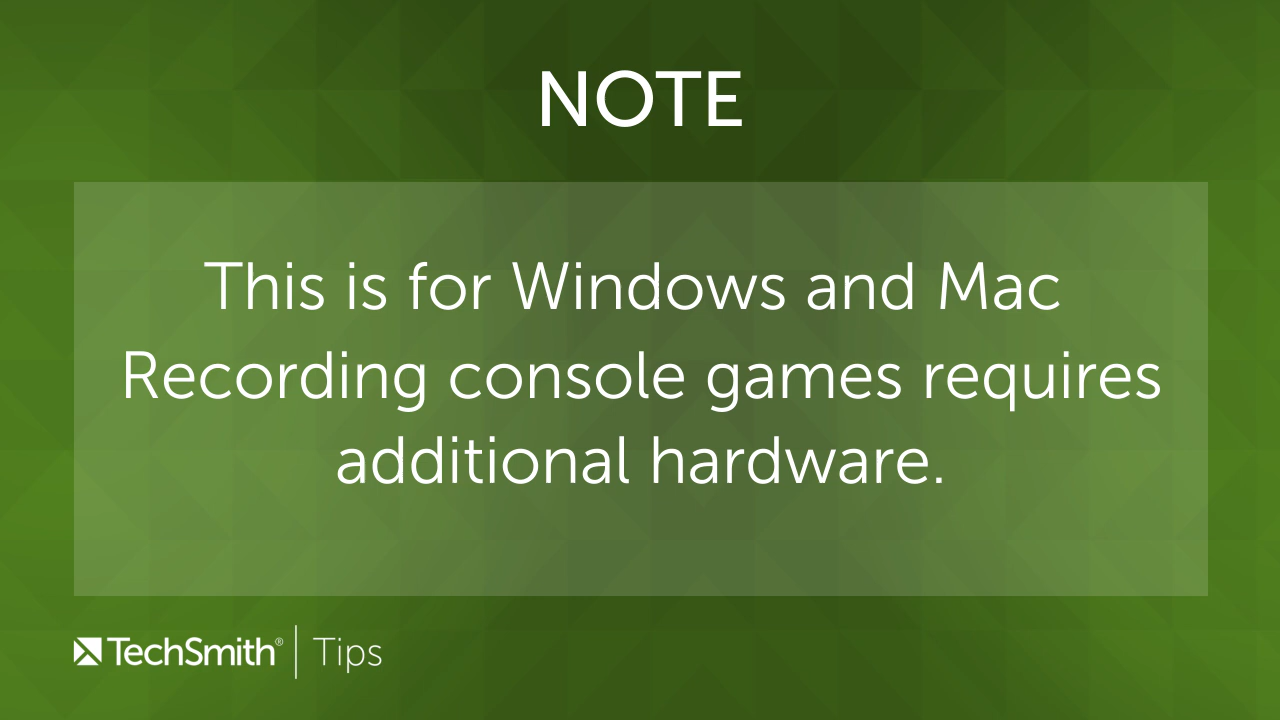 NOTE
This is for Windows and Mac
Recording console games requires
additional hardware.
TechSmith® | Tips